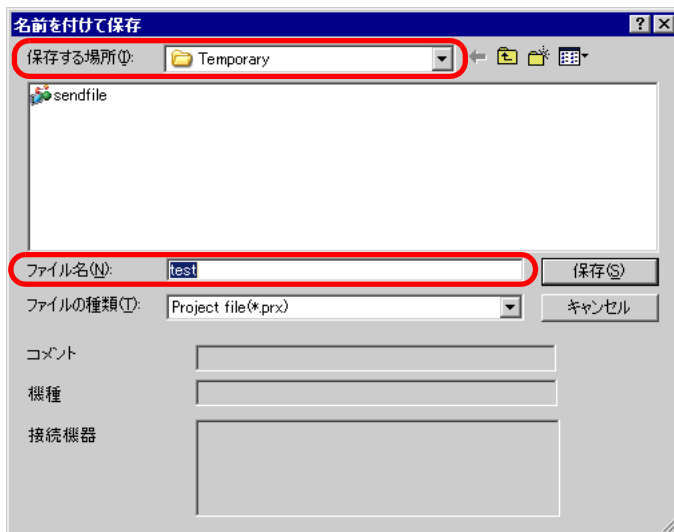 名前を付けて保存
保存する場所(I): Temporary
sendfile
ファイル名(N): test 保存(S)
ファイルの種類(T): Project file(*.prx) キャンセル
コメント
機種
接続機器